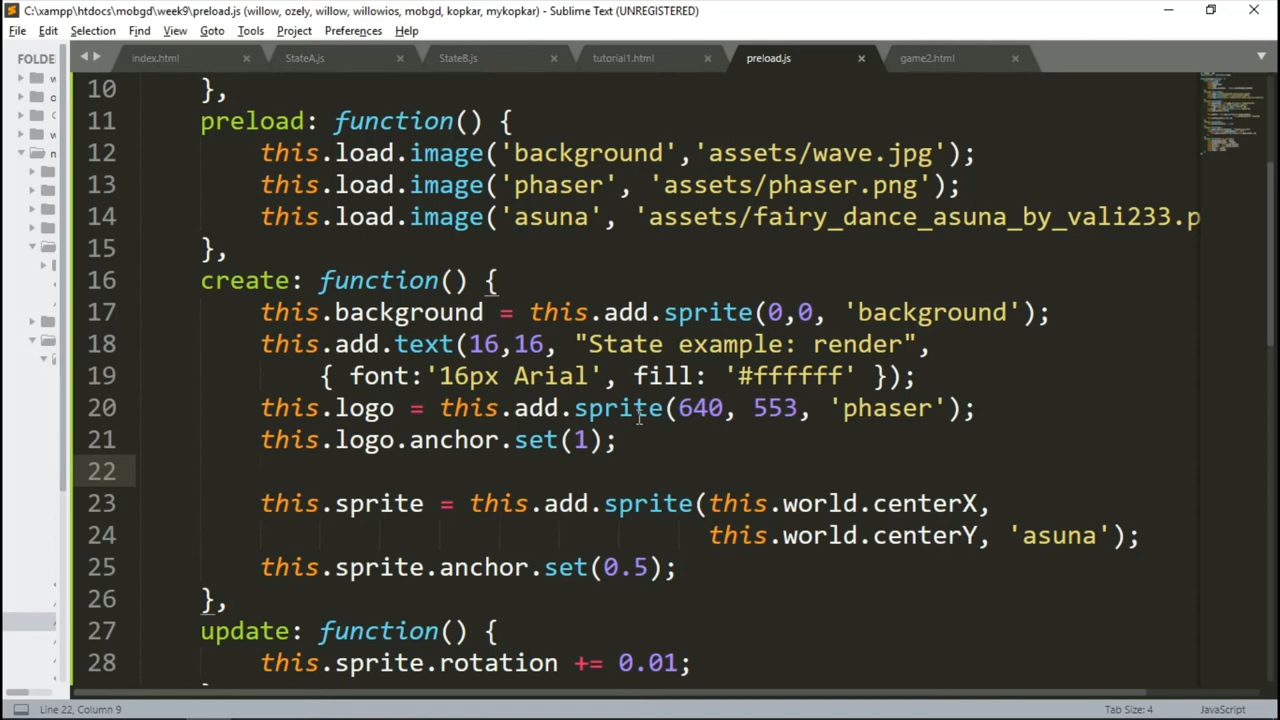 C:\xampp\htdocs\mobgd\week9\preload.js (willow, ozely, willow, willowios, mobgd, kopkar, mykopkar) - Sublime Text (UNREGISTERED)
File Edit Selection Find View Goto Tools Project Preferences Help
FOLDE index.html StateA.js StateB.js tutorial1.html preload.js game2.html
10 },
11 preload: function() {
12 this.load.image('background','assets/wave.jpg');
13 this.load.image('phaser', 'assets/phaser.png');
14 this.load.image('asuna', 'assets/fairy_dance_asuna_by_vali233.p
15 },
16 create: function() {
17 this.background = this.add.sprite(0,0, 'background');
18 this.add.text(16,16, "State example: render",
19 { font:'16px Arial', fill: '#ffffff' });
20 this.logo = this.add.sprite(640, 553, 'phaser');
21 this.logo.anchor.set(1);
22
23 this.sprite = this.add.sprite(this.world.centerX,
24 this.world.centerY, 'asuna');
25 this.sprite.anchor.set(0.5);
26 },
27 update: function() {
28 this.sprite.rotation += 0.01;
Line 22, Column 9 Tab Size: 4 JavaScript